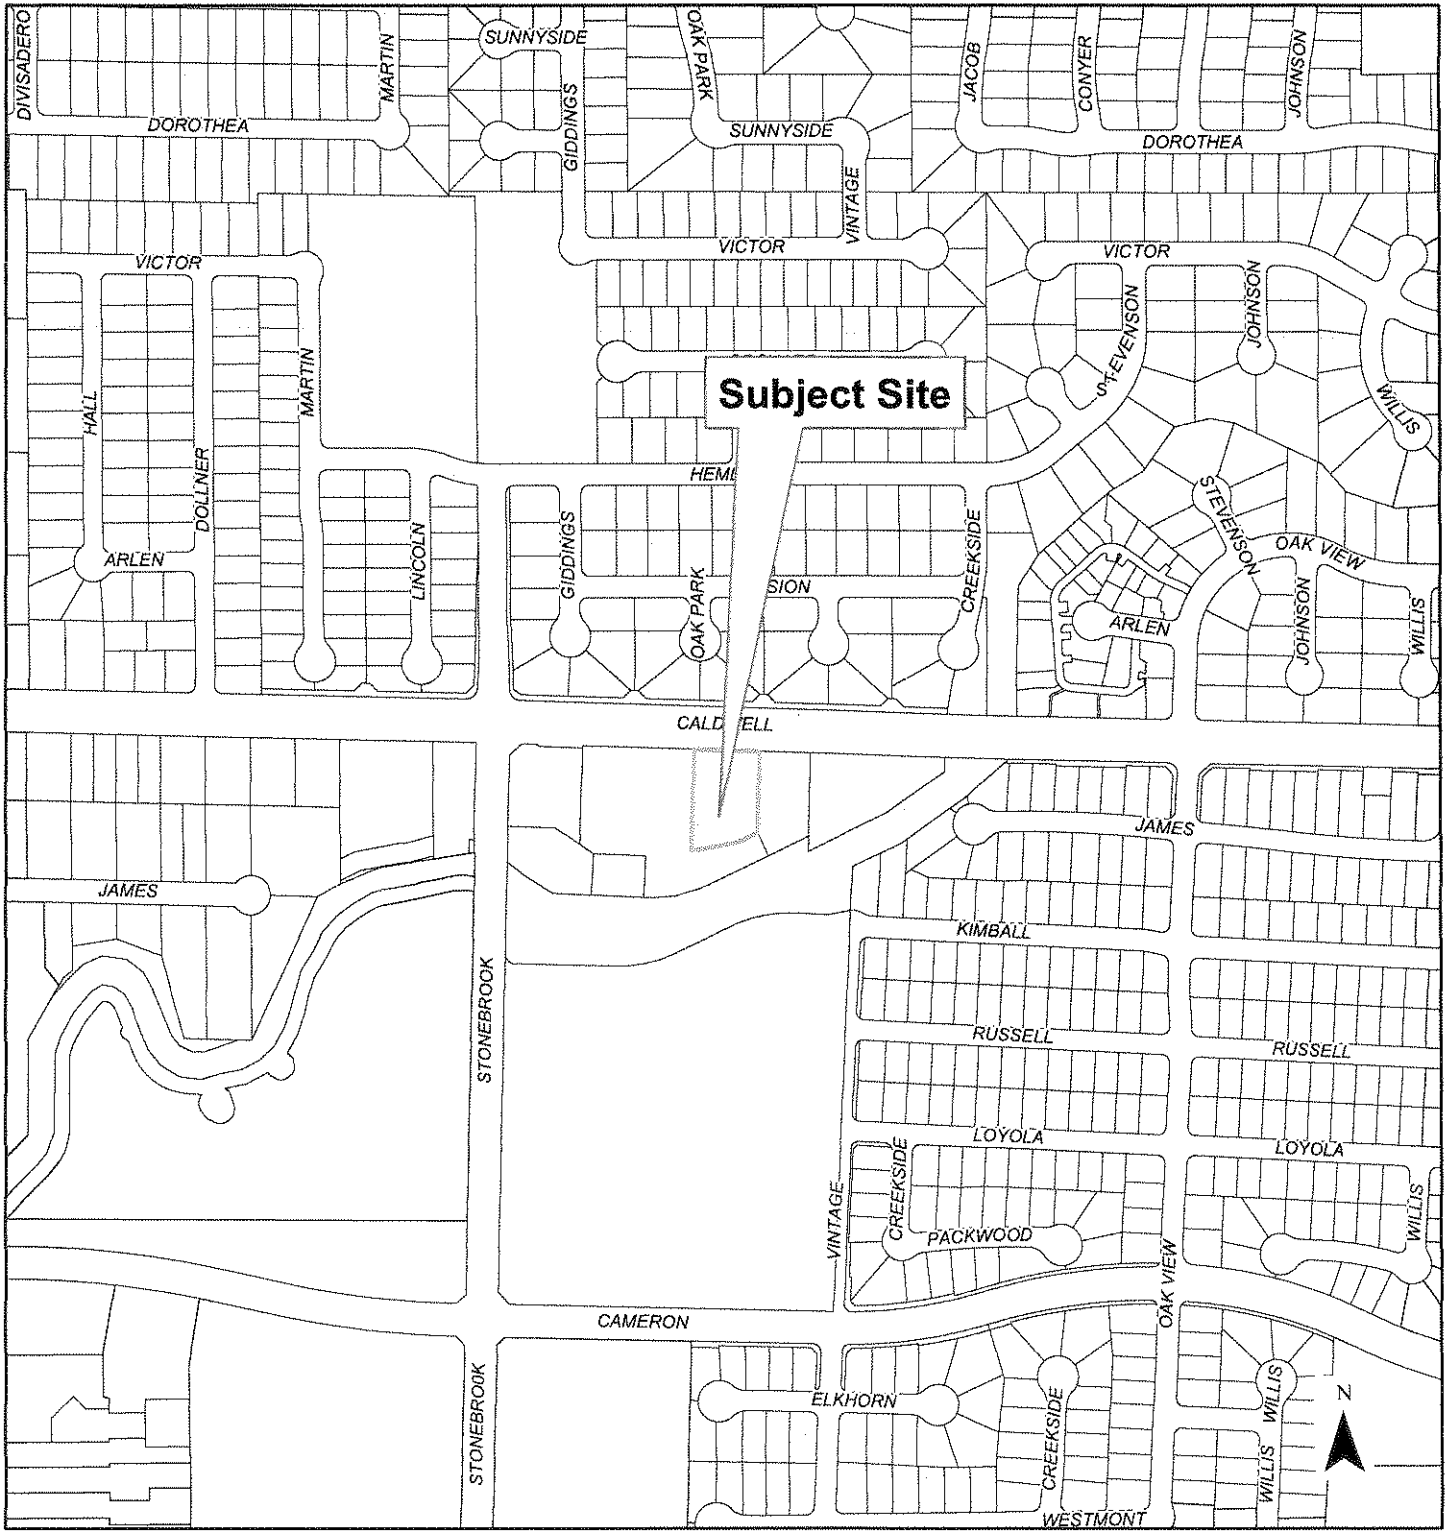 DIVISADERO
MARTIN
SUNNYSIDE
OAK PARK
JACOB
CONYER
JOHNSON
DOROTHEA
GIDDINGS
SUNNYSIDE
DOROTHEA
VINTAGE
VICTOR
VICTOR
VICTOR
STEVENSON
JOHNSON
HALL
MARTIN
Subject Site
WILLIS
DOLLNER
HEML
STEVENSON
ARLEN
LINCOLN
GIDDINGS
OAK PARK
SION
CREEKSIDE
OAK VIEW
ARLEN
JOHNSON
WILLIS
CALDWELL
JAMES
JAMES
KIMBALL
STONEBROOK
RUSSELL
RUSSELL
LOYOLA
LOYOLA
CREEKSIDE
VINTAGE
PACKWOOD
WILLIS
OAK VIEW
CAMERON
STONEBROOK
ELKHORN
CREEKSIDE
WILLIS
WILLIS
N
WESTMONT